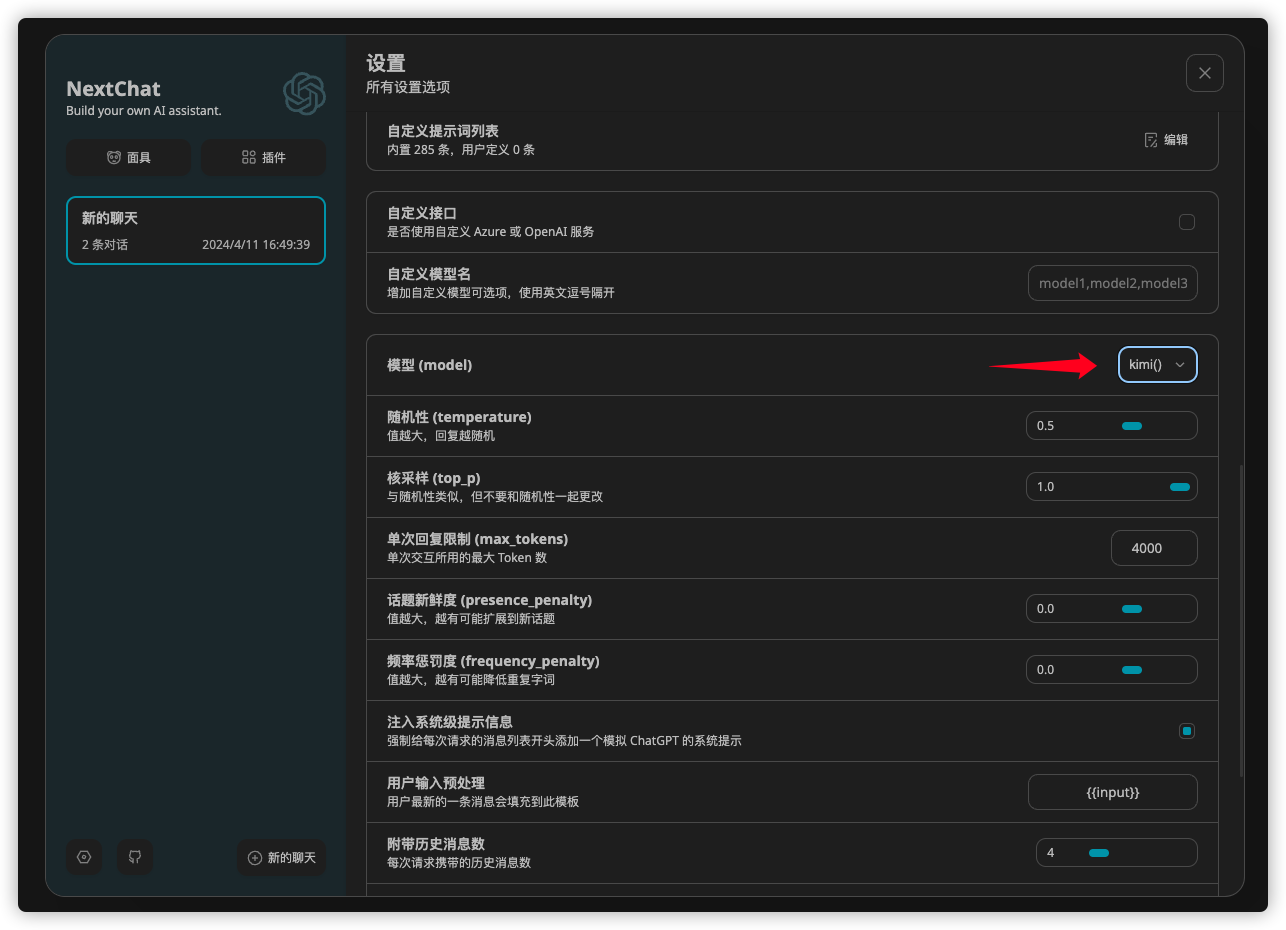 NextChat
Build your own AI assistant.
面具
插件
新的聊天
2 条对话
2024/4/11 16:49:39
新的聊天
设置
所有设置选项
自定义提示词列表
内置 285 条，用户定义 0 条
编辑
自定义接口
是否使用自定义 Azure 或 OpenAI 服务
自定义模型名
增加自定义模型可选项，使用英文逗号隔开
model1,model2,model3
模型 (model)
kimi()
随机性 (temperature)
值越大，回复越随机
0.5
核采样 (top_p)
与随机性类似，但不要和随机性一起更改
1.0
单次回复限制 (max_tokens)
单次交互所用的最大 Token 数
4000
话题新鲜度 (presence_penalty)
值越大，越有可能扩展到新话题
0.0
频率惩罚度 (frequency_penalty)
值越大，越有可能降低重复字词
0.0
注入系统级提示信息
强制给每次请求的消息列表开头添加一个模拟 ChatGPT 的系统提示
用户输入预处理
用户最新的一条消息会填充到此模板
{{input}}
附带历史消息数
每次请求携带的历史消息数
4